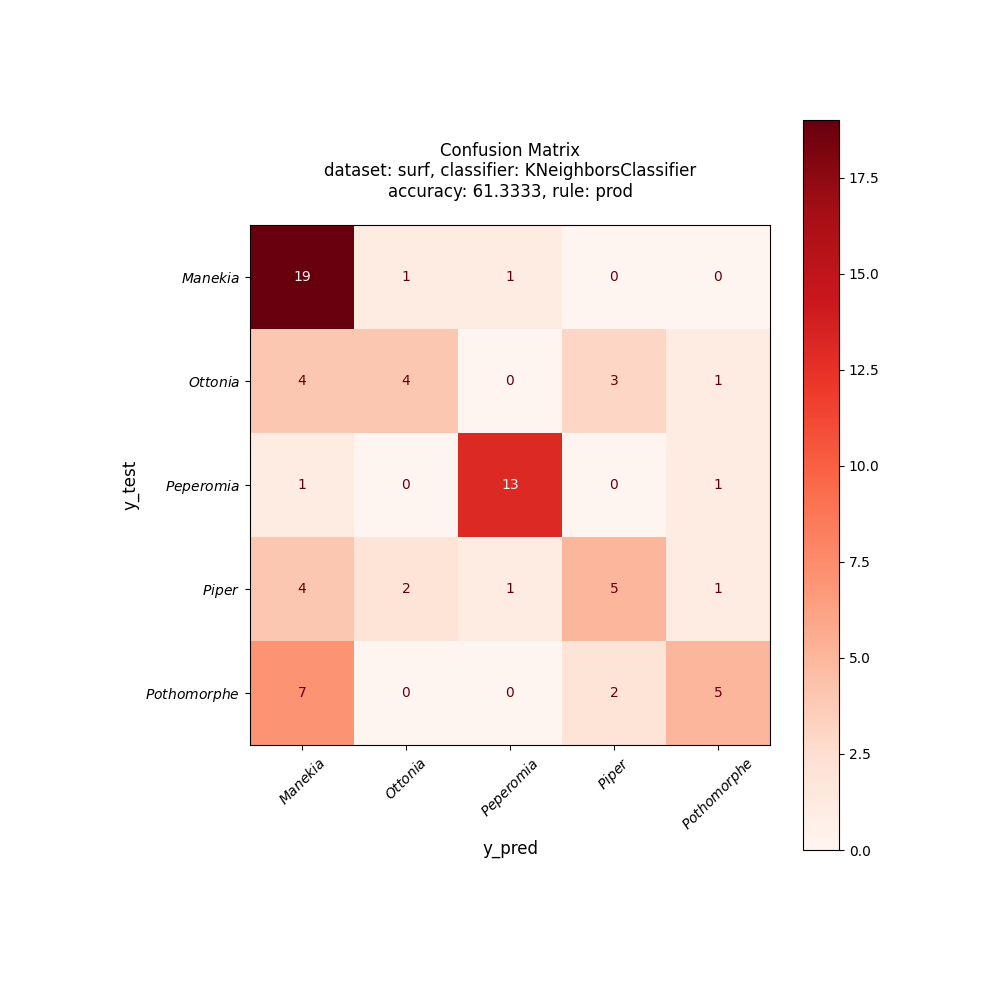 Confusion Matrix
dataset: surf, classifier: KNeighborsClassifier
accuracy: 61.3333, rule: prod
y_test
Manekia 19 1 1 0 0
Ottonia 4 4 0 3 1
Peperomia 1 0 13 0 1
Piper 4 2 1 5 1
Pothomorphe 7 0 0 2 5
Manekia Ottonia Peperomia Piper Pothomorphe
y_pred
17.5
15.0
12.5
10.0
7.5
5.0
2.5
0.0